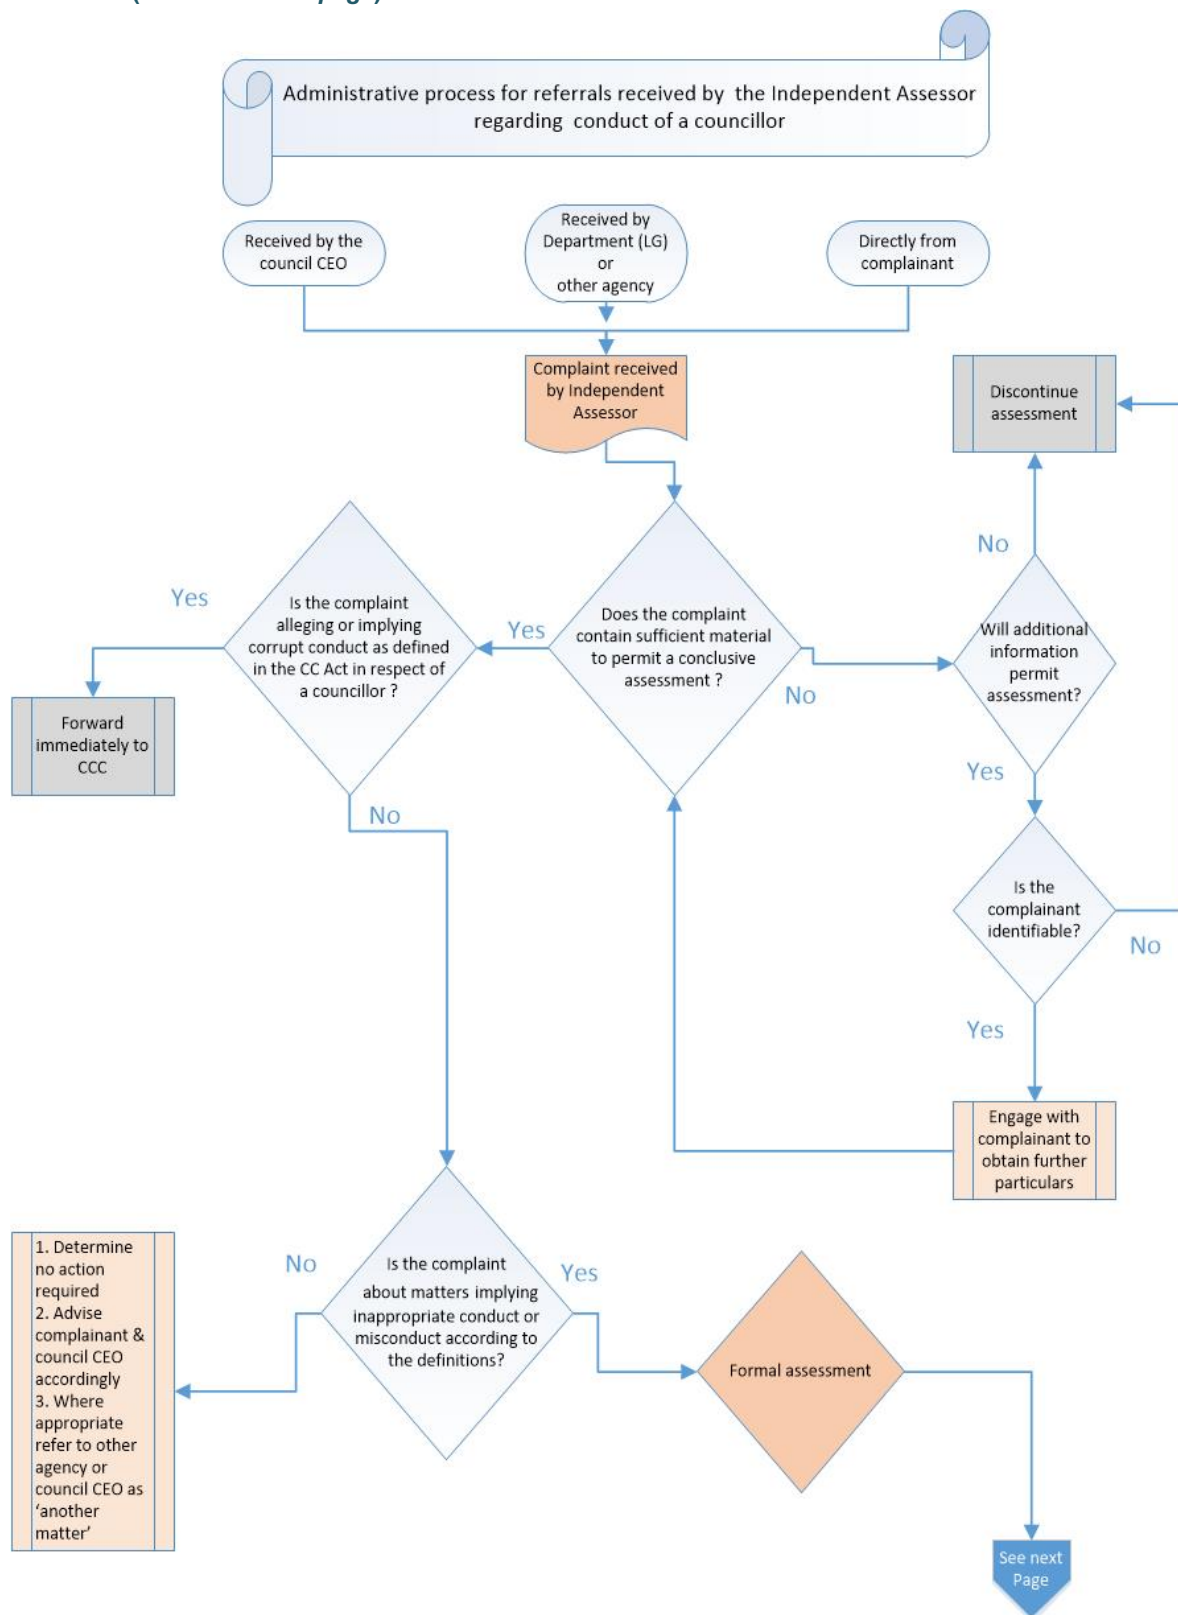 Administrative process for referrals received by the Independent Assessor
regarding conduct of a councillor
Received by the
council CEO
Received by
Department (LG)
or
other agency
Directly from
complainant
Complaint received
by Independent
Assessor
Discontinue
assessment
No
Yes
Is the complaint
alleging or implying
corrupt conduct as defined
in the CC Act in respect of
a councillor ?
Yes
Does the complaint
contain sufficient material
to permit a conclusive
assessment ?
No
Will additional
information
permit
assessment?
Forward
immediately to
CCC
Yes
No
Is the
complainant
identifiable?
No
Yes
Engage with
complainant to
obtain further
particulars
1. Determine
no action
required
2. Advise
complainant &
council CEO
accordingly
3. Where
appropriate
refer to other
agency or
council CEO as
‘another
matter’
No
Is the complaint
about matters implying
inappropriate conduct or
misconduct according to
the definitions?
Yes
Formal assessment
See next
Page